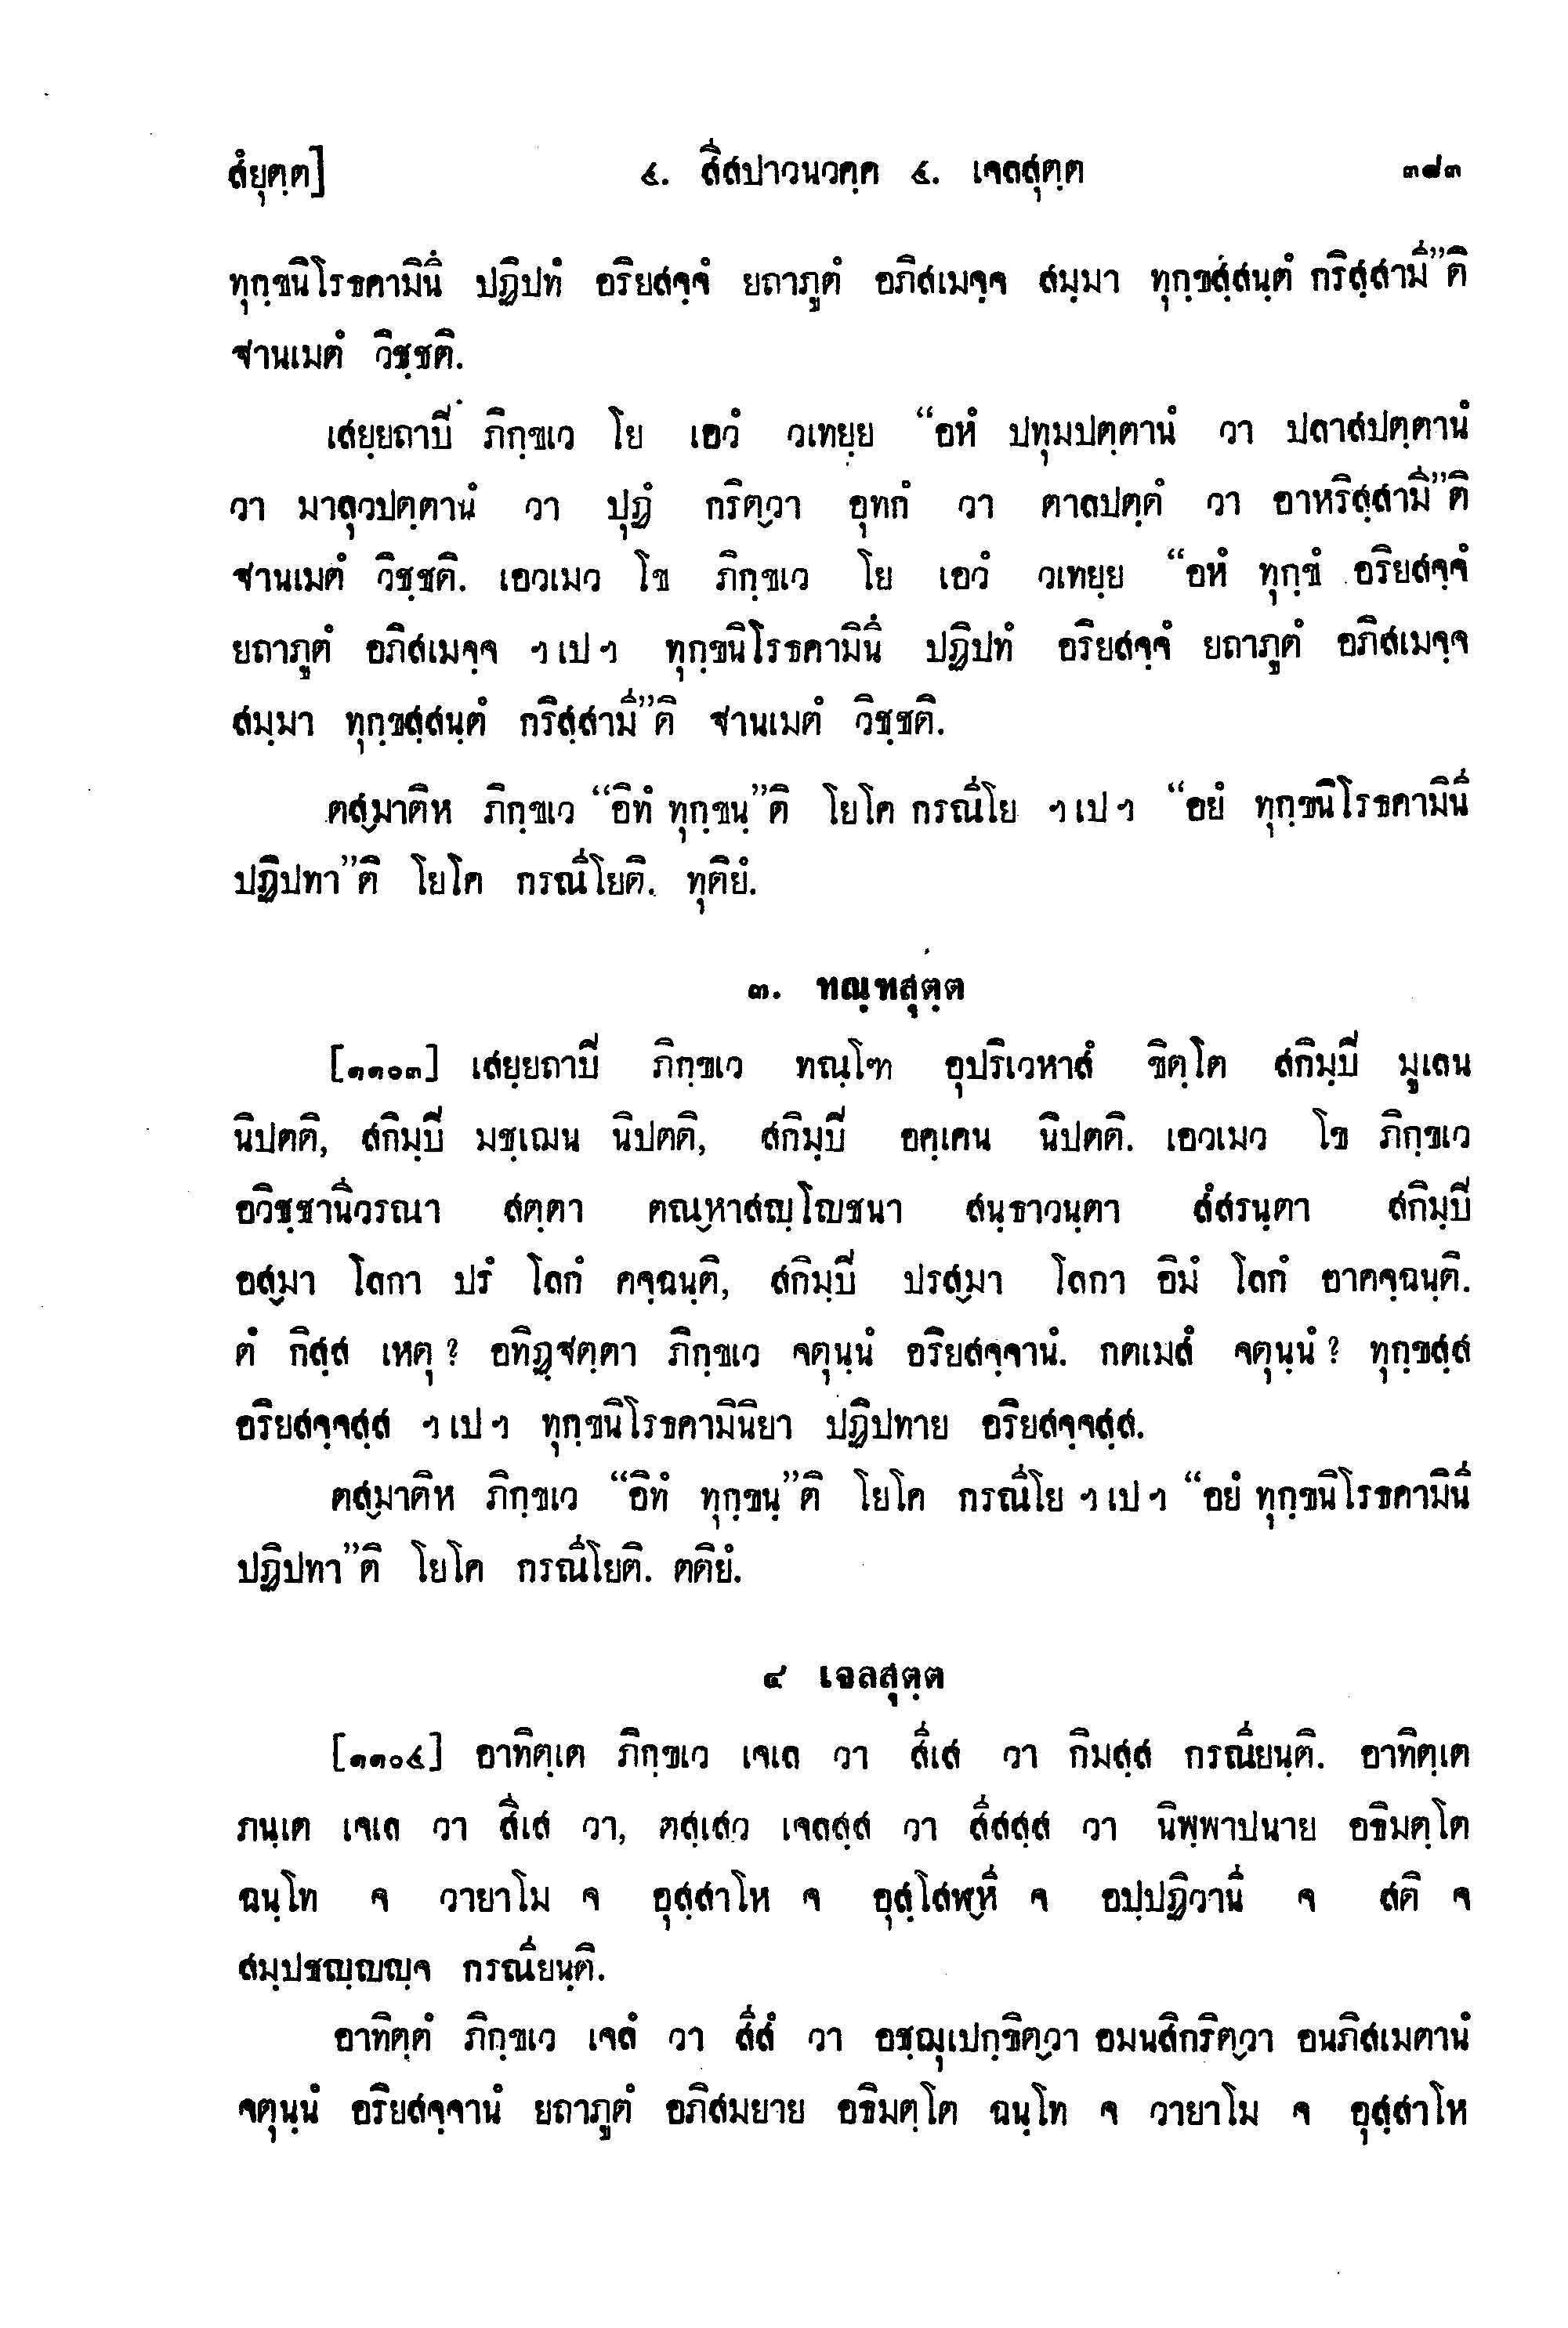 สํยุตฺต]	๔. สึสปาวนวคฺค ๔. เจลสุตฺต	๓๘๓
ทุกฺขนิโรธคามินึ ปฏิปทํ อริยสจฺจํ ยถาภูตํ อภิสเมจฺจ สมฺมา ทุกฺขสฺสนฺตํ กริสฺสามี”ติ
ฐานเมตํ วิชฺชติ.
เสยฺยถาปิ ภิกฺขเว โย เอวํ วเทยฺย “อหํ ปทุมปตฺตานํ วา ปลาสปตฺตานํ
วา มาลุวปตฺตานํ วา ปุฏํ กริตฺวา อุทกํ วา ตาลปตฺตํ วา อาหริสฺสามี”ติ
ฐานเมตํ วิชฺชติ. เอวเมว โข ภิกฺขเว โย เอวํ วเทยฺย “อหํ ทุกฺขํ อริยสจฺจํ
ยถาภูตํ อภิสเมจฺจ ฯ เป ฯ ทุกฺขนิโรธคามินึ ปฏิปทํ อริยสจฺจํ ยถาภูตํ อภิสเมจฺจ
สมฺมา ทุกฺขสฺสนฺตํ กริสฺสามี”ติ ฐานเมตํ วิชฺชติ.
ตสฺมาติห ภิกฺขเว “อิทํ ทุกฺขนฺ”ติ โยโค กรณีโย ฯ เป ฯ “อยํ ทุกฺขนิโรธคามินี
ปฏิปทา”ติ โยโค กรณีโยติ. ทุติยํ.
๓. ทณฺฑสุตฺต
[๑๑๐๓] เสยฺยถาปิ ภิกฺขเว ทณฺโฑ อุปริเวหาสํ ขิตฺโต สกิมฺปิ มูเลน
นิปตติ, สกิมฺปิ มชฺเฌน นิปตติ, สกิมฺปิ อคฺเคน นิปตติ. เอวเมว โข ภิกฺขเว
อวิชฺชานีวรณา สตฺตา ตณฺหาสญฺโญชนา สนฺธาวนฺตา สํสรนฺตา สกิมฺปิ
อสฺมา โลกา ปรํ โลกํ คจฺฉนฺติ, สกิมฺปิ ปรสฺมา โลกา อิมํ โลกํ อาคจฺฉนฺติ.
ตํ กิสฺส เหตุ ? อทิฏฺฐตฺตา ภิกฺขเว จตุนฺนํ อริยสจฺจานํ. กตเมสํ จตุนฺนํ ? ทุกฺขสฺส
อริยสจฺจสฺส ฯ เป ฯ ทุกฺขนิโรธคามินิยา ปฏิปทาย อริยสจฺจสฺส.
ตสฺมาติห ภิกฺขเว “อิทํ ทุกฺขนฺ”ติ โยโค กรณีโย ฯ เป ฯ “อยํ ทุกฺขนิโรธคามินี
ปฏิปทา”ติ โยโค กรณีโยติ. ตติยํ.
๔ เจลสุตฺต
[๑๑๐๔] อาทิตฺเต ภิกฺขเว เจเล วา สีเส วา กิมสฺส กรณียนฺติ. อาทิตฺเต
ภนฺเต เจเล วา สีเส วา, ตสฺเสว เจลสฺส วา สีสสฺส วา นิพฺพาปนาย อธิมตฺโต
ฉนฺโท จ วายาโม จ อุสฺสาโห จ อุสฺโสฬฺหี จ อปฺปฏิวานี จ สติ จ
สมฺปชญฺญญฺจ กรณียนฺติ.
อาทิตฺตํ ภิกฺขเว เจลํ วา สีสํ วา อชฺฌุเปกฺขิตฺวา อมนสิกริตฺวา อนภิสเมตานํ
จตุนฺนํ อริยสจฺจานํ ยถาภูตํ อภิสมยาย อธิมตฺโต ฉนฺโท จ วายาโม จ อุสฺสาโห